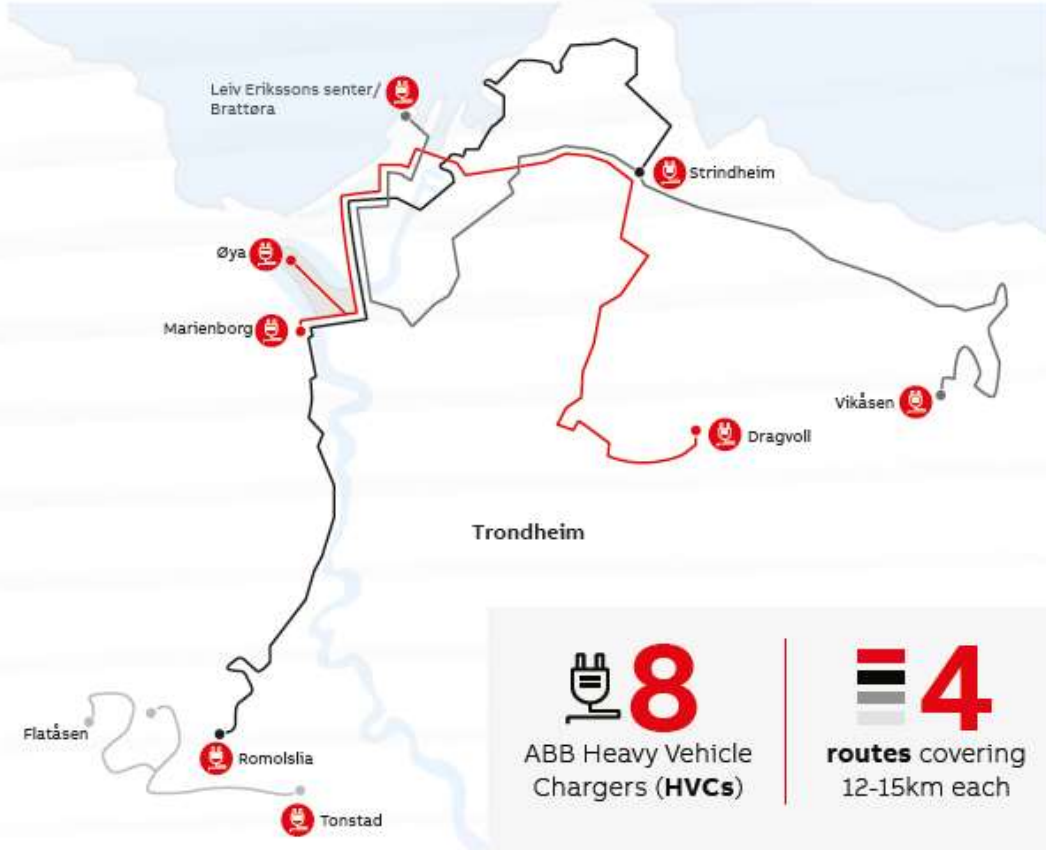 Leiv Erikssons senter/
Brattøra
Strindheim
Øya
Marienborg
Vikåsen
Dragvoll
Trondheim
Flatåsen
Romolslia
Tonstad
8
ABB Heavy Vehicle
Chargers (HVCs)
4
routes covering
12-15km each